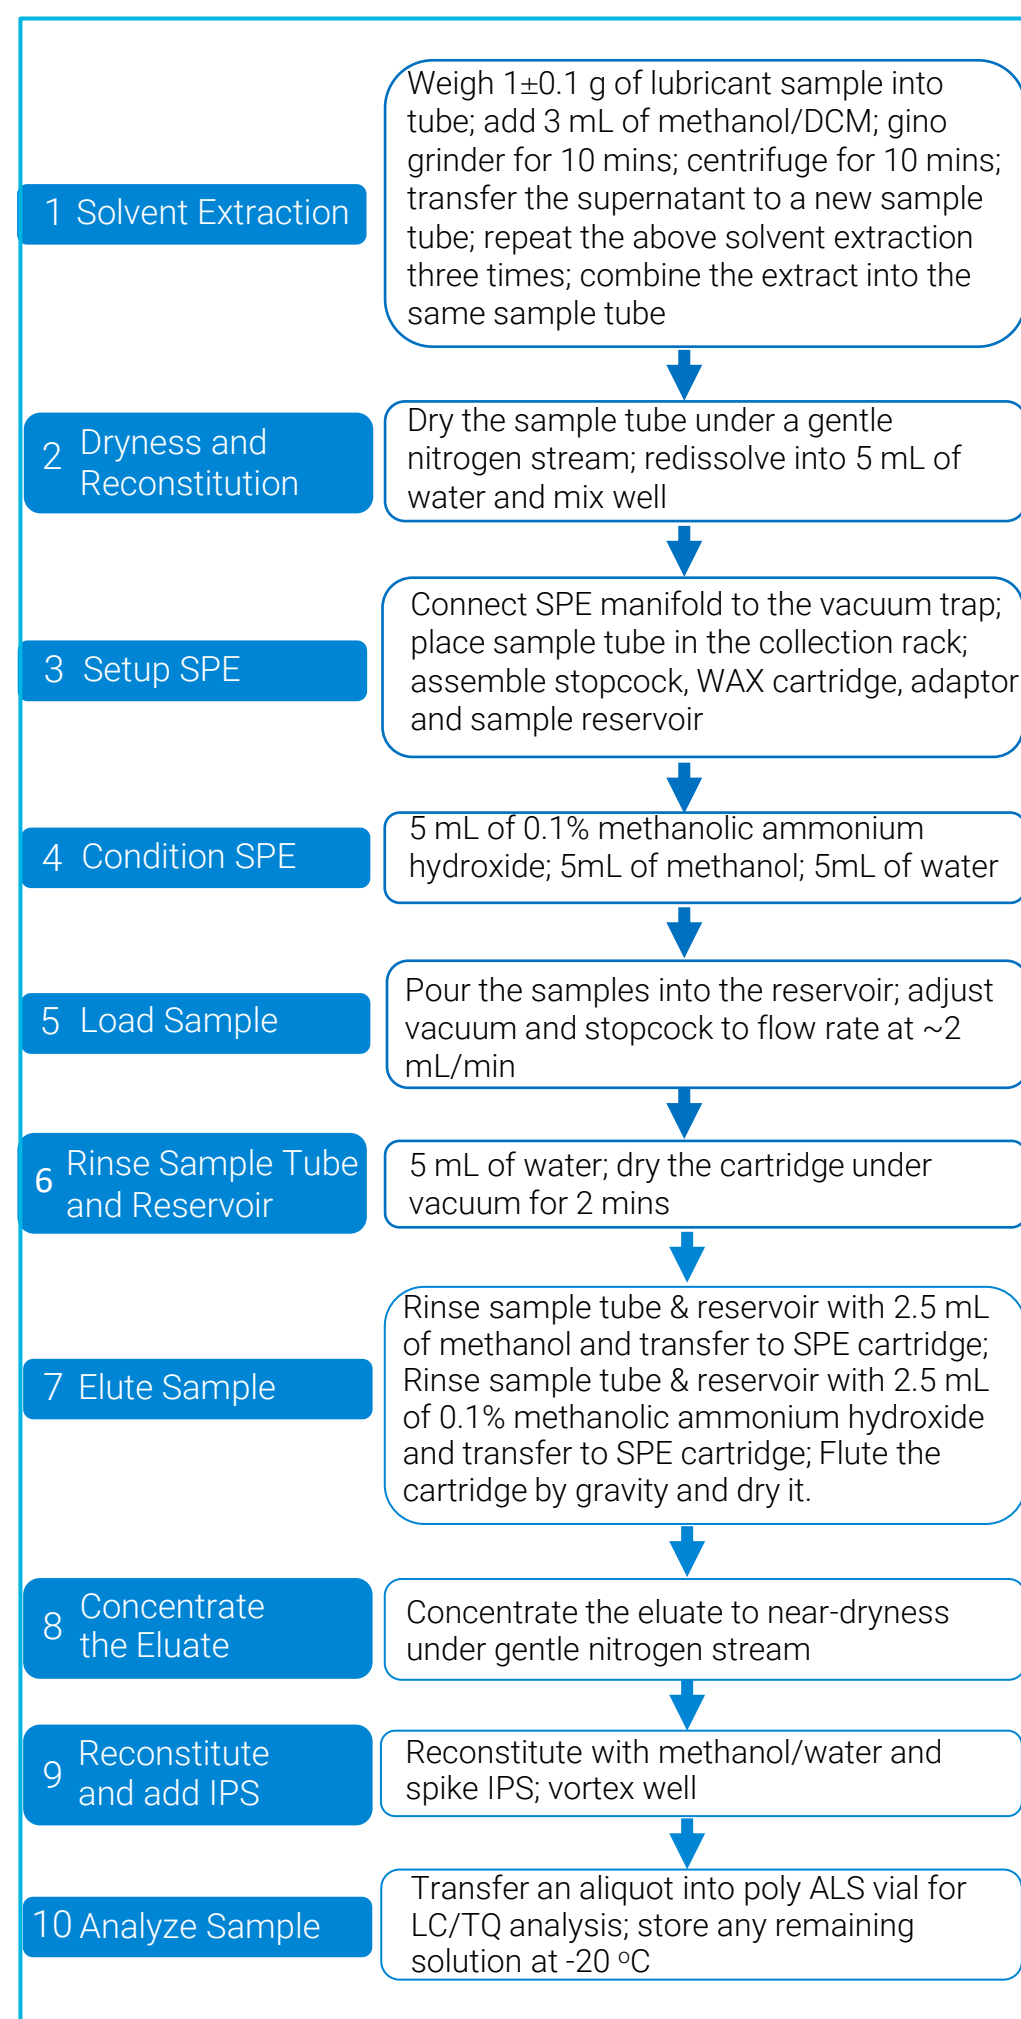 1 Solvent Extraction
Weigh 1±0.1 g of lubricant sample into
tube; add 3 mL of methanol/DCM; gino
grinder for 10 mins; centrifuge for 10 mins;
transfer the supernatant to a new sample
tube; repeat the above solvent extraction
three times; combine the extract into the
same sample tube
2 Dryness and
Reconstitution
Dry the sample tube under a gentle
nitrogen stream; redissolve into 5 mL of
water and mix well
3 Setup SPE
Connect SPE manifold to the vacuum trap;
place sample tube in the collection rack;
assemble stopcock, WAX cartridge, adaptor
and sample reservoir
4 Condition SPE
5 mL of 0.1% methanolic ammonium
hydroxide; 5mL of methanol; 5mL of water
5 Load Sample
Pour the samples into the reservoir; adjust
vacuum and stopcock to flow rate at ~2
mL/min
6 Rinse Sample Tube
and Reservoir
5 mL of water; dry the cartridge under
vacuum for 2 mins
7 Elute Sample
Rinse sample tube & reservoir with 2.5 mL
of methanol and transfer to SPE cartridge;
Rinse sample tube & reservoir with 2.5 mL
of 0.1% methanolic ammonium hydroxide
and transfer to SPE cartridge; Flute the
cartridge by gravity and dry it.
8 Concentrate
the Eluate
Concentrate the eluate to near-dryness
under gentle nitrogen stream
9 Reconstitute
and add IPS
Reconstitute with methanol/water and
spike IPS; vortex well
10 Analyze Sample
Transfer an aliquot into poly ALS vial for
LC/TQ analysis; store any remaining
solution at -20 ºC